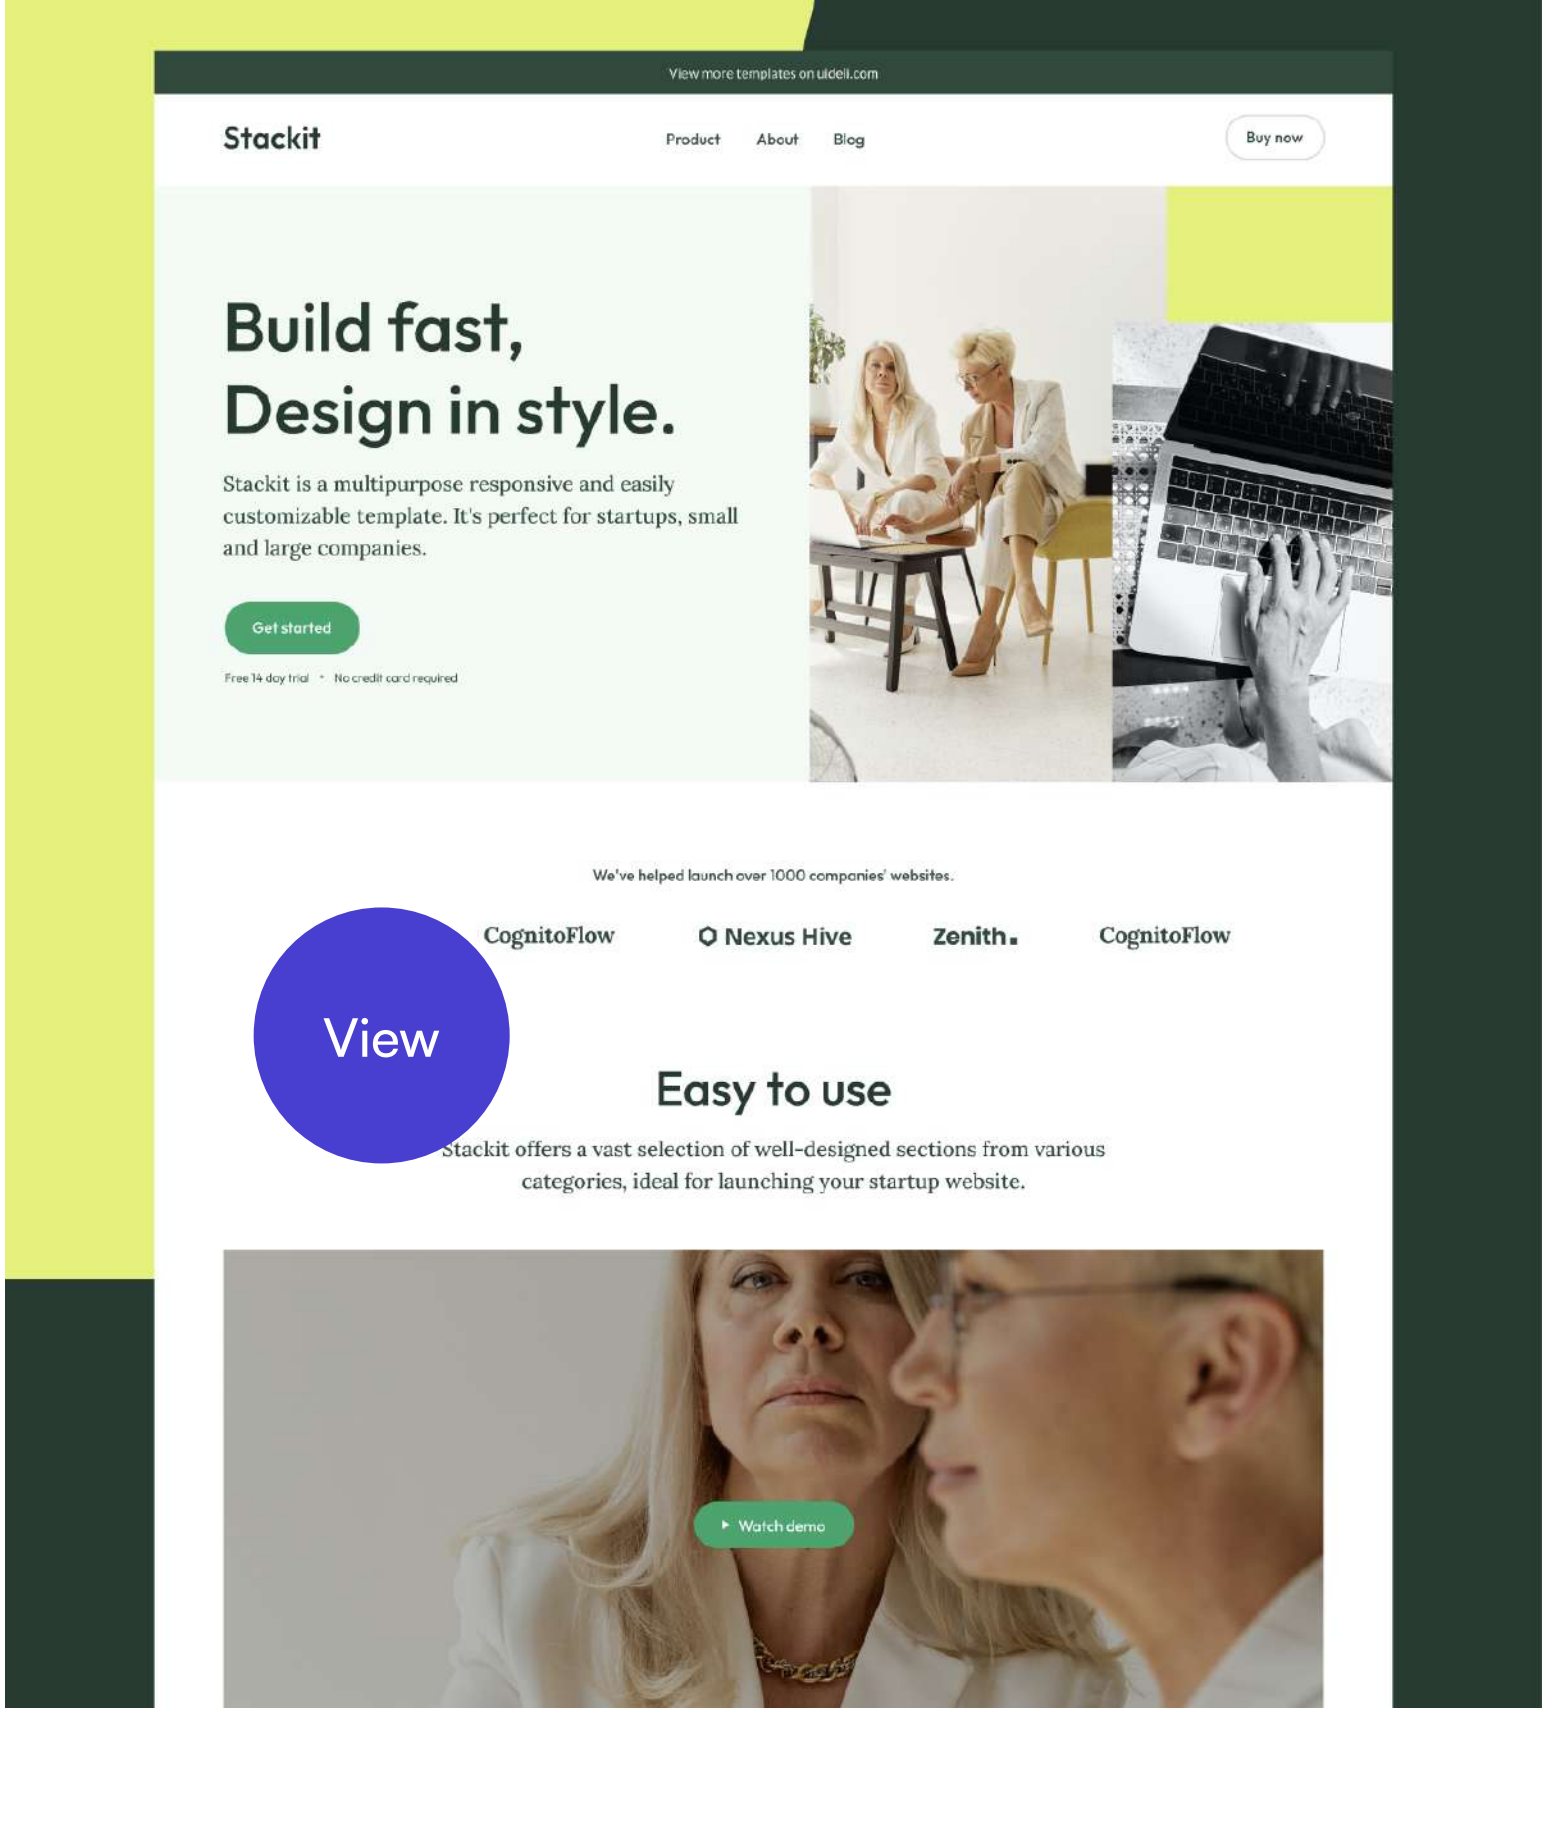 View more templates on uideli.com
Stackit
Product About Blog
Buy now
Build fast,
Design in style.
Stackit is a multipurpose responsive and easily
customizable template. It's perfect for startups, small
and large companies.
Get started
Free 14 day trial • No credit card required
We've helped launch over 1000 companies' websites.
CognitoFlow Nexus Hive Zenith. CognitoFlow
View
Easy to use
Stackit offers a vast selection of well-designed sections from various
categories, ideal for launching your startup website.
Watch demo